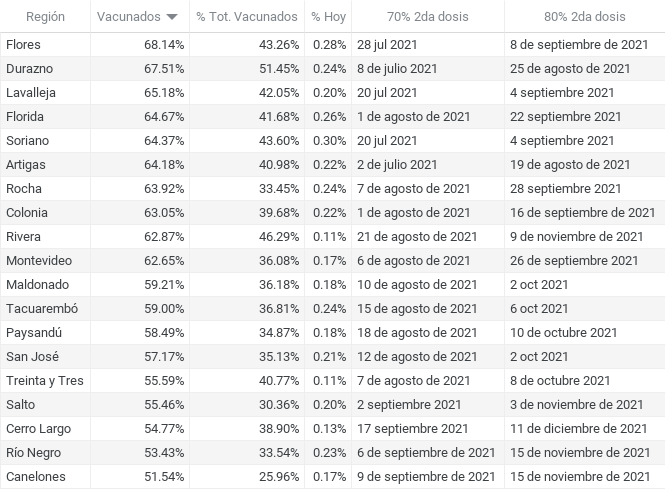 Región Vacunados % Tot. Vacunados % Hoy 70% 2da dosis 80% 2da dosis
Flores 68.14% 43.26% 0.28% 28 jul 2021 8 de septiembre de 2021
Durazno 67.51% 51.45% 0.24% 8 de julio 2021 25 de agosto de 2021
Lavalleja 65.18% 42.05% 0.20% 20 jul 2021 4 septiembre 2021
Florida 64.67% 41.68% 0.26% 1 de agosto de 2021 22 septiembre 2021
Soriano 64.37% 43.60% 0.30% 20 jul 2021 4 septiembre 2021
Artigas 64.18% 40.98% 0.22% 2 de julio 2021 19 de agosto de 2021
Rocha 63.92% 33.45% 0.24% 7 de agosto de 2021 28 septiembre 2021
Colonia 63.05% 39.68% 0.22% 1 de agosto de 2021 16 de septiembre de 2021
Rivera 62.87% 46.29% 0.11% 21 de agosto de 2021 9 de noviembre de 2021
Montevideo 62.65% 36.08% 0.17% 6 de agosto de 2021 26 de septiembre 2021
Maldonado 59.21% 36.18% 0.18% 10 de agosto de 2021 2 oct 2021
Tacuarembó 59.00% 36.81% 0.24% 15 de agosto de 2021 6 oct 2021
Paysandú 58.49% 34.87% 0.18% 18 de agosto de 2021 10 de octubre 2021
San José 57.17% 35.13% 0.21% 12 de agosto de 2021 2 oct 2021
Treinta y Tres 55.59% 40.77% 0.11% 7 de agosto de 2021 8 de octubre 2021
Salto 55.46% 30.36% 0.20% 2 septiembre 2021 3 de noviembre de 2021
Cerro Largo 54.77% 38.90% 0.13% 17 septiembre 2021 11 de diciembre de 2021
Río Negro 53.43% 33.54% 0.23% 6 de septiembre de 2021 15 de noviembre de 2021
Canelones 51.54% 25.96% 0.17% 9 de septiembre de 2021 15 de noviembre de 2021